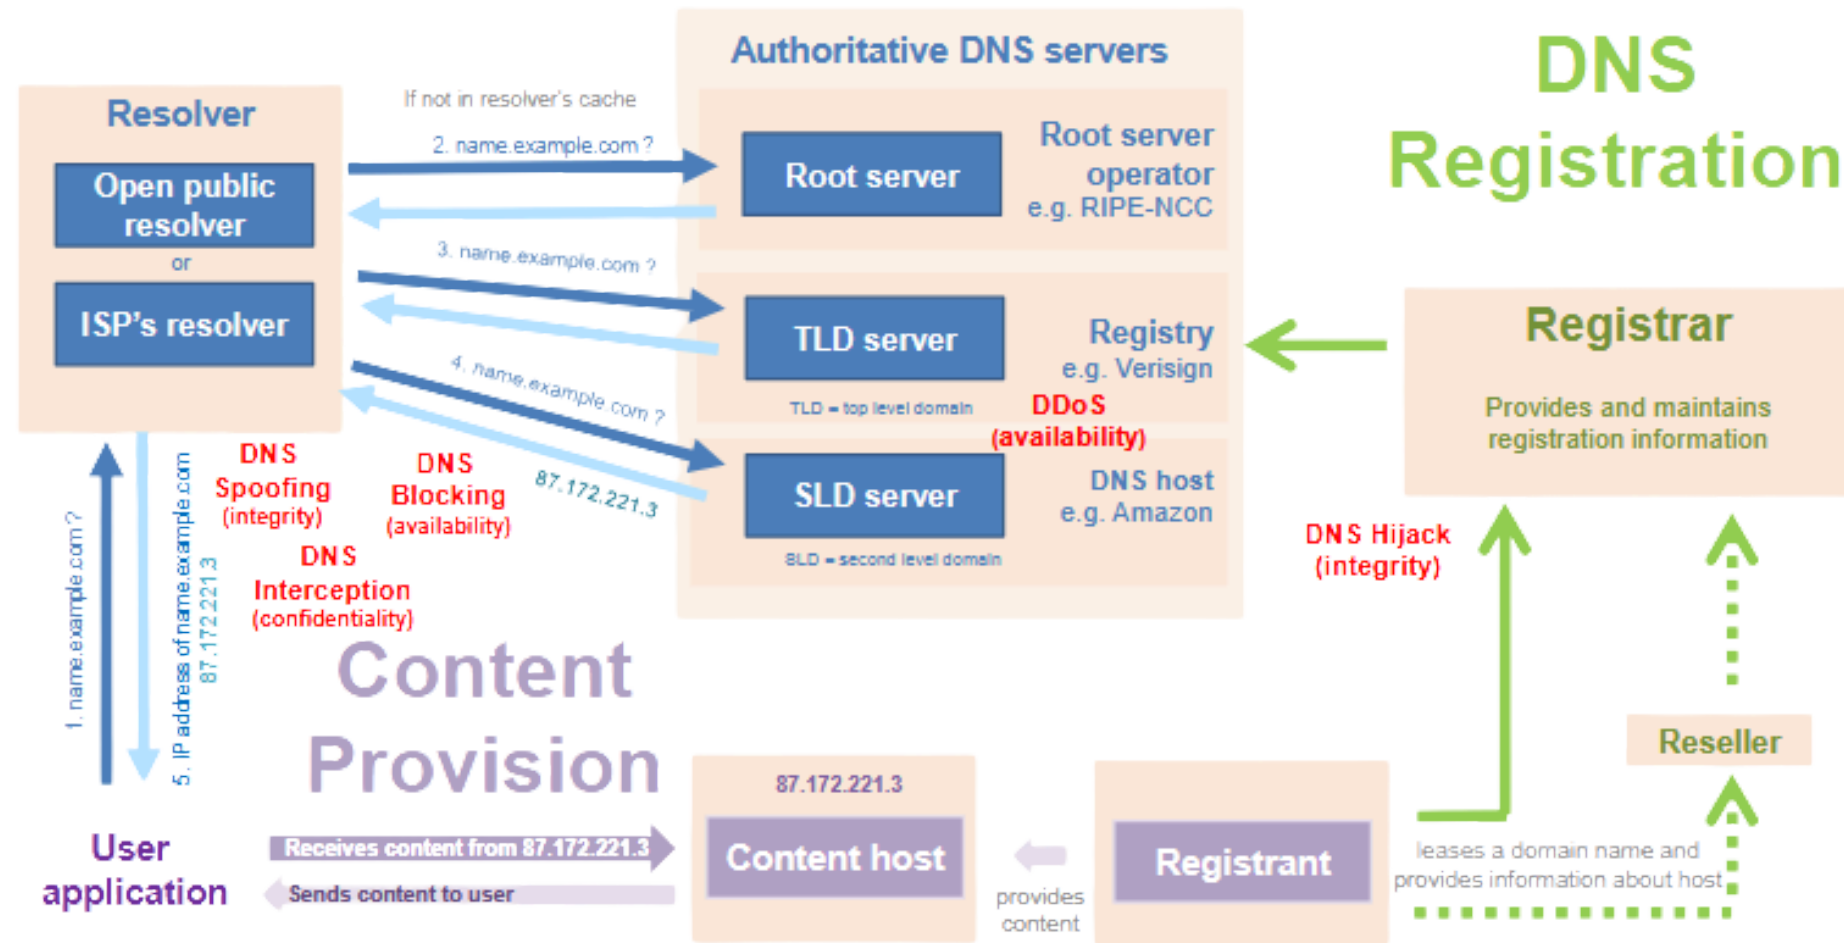 Authoritative DNS servers
DNS
Registration
Resolver
Open public
resolver
or
ISP's resolver
If not in resolver's cache
2. name.example.com ?
3. name.example.com ?
4. name.example.com ?
87.172.221.3
Root server
Root server
operator
e.g. RIPE-NCC
TLD server
Registry
e.g. Verisign
TLD = top level domain
DDoS
(availability)
SLD server
DNS host
e.g. Amazon
SLD = second level domain
Registrar
Provides and maintains
registration information
DNS Hijack
(integrity)
Reseller
1. name.example.com ?
5. IP address of name.example.com
87.172.221.3
DNS
Spoofing
(integrity)
DNS
Blocking
(availability)
DNS
Interception
(confidentiality)
Content
Provision
User
application
Receives content from 87.172.221.3
Sends content to user
87.172.221.3
Content host
provides
content
Registrant
leases a domain name and
provides information about host